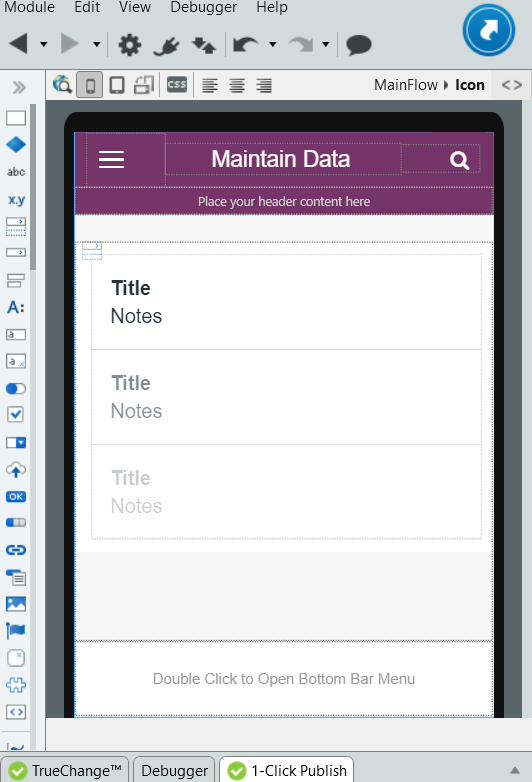 Module Edit View Debugger Help
CSS MainFlow Icon <>
abc
x.y
Maintain Data
Place your header content here
Title
Notes
A:
a
a
Title
Notes
Title
Notes
OK
Double Click to Open Bottom Bar Menu
TrueChange™ Debugger 1-Click Publish